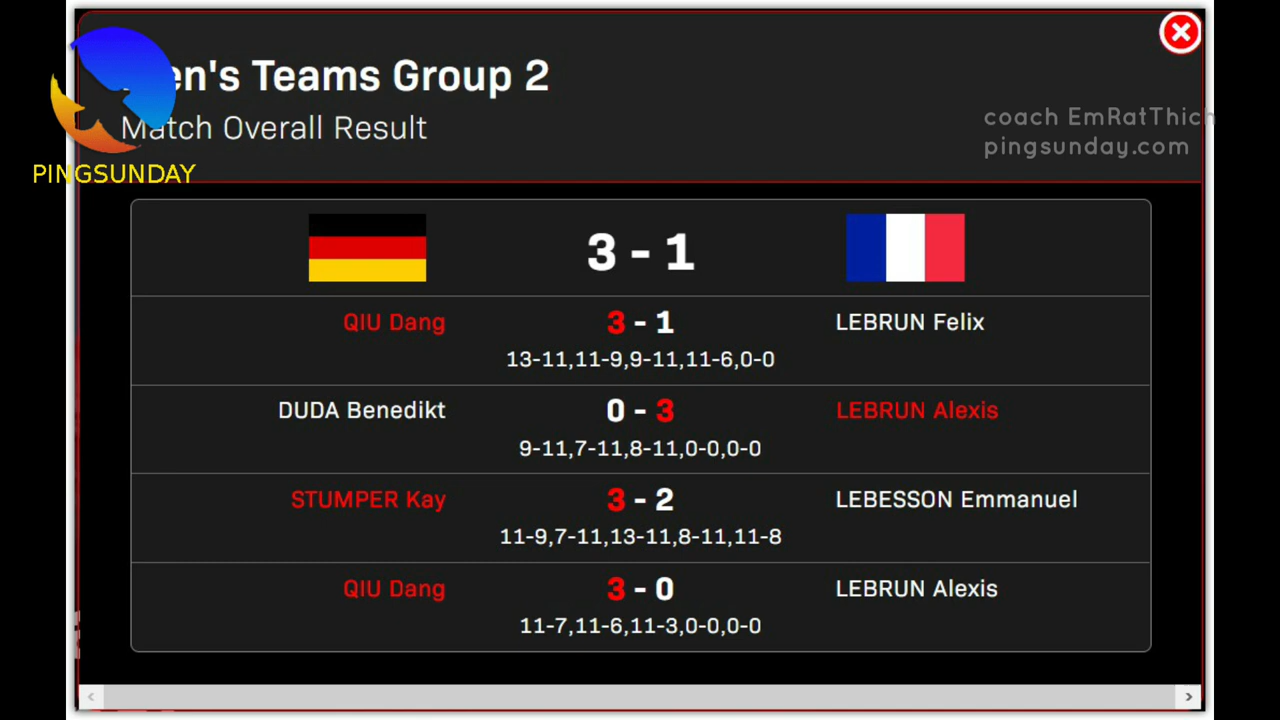 Men's Teams Group 2
Match Overall Result
PINGSUNDAY
coach EmRatThich
pingsunday.com
3 - 1
QIU Dang 3 - 1 LEBRUN Felix
13-11,11-9,9-11,11-6,0-0
DUDA Benedikt 0 - 3 LEBRUN Alexis
9-11,7-11,8-11,0-0,0-0
STUMPER Kay 3 - 2 LEBESSON Emmanuel
11-9,7-11,13-11,8-11,11-8
QIU Dang 3 - 0 LEBRUN Alexis
11-7,11-6,11-3,0-0,0-0